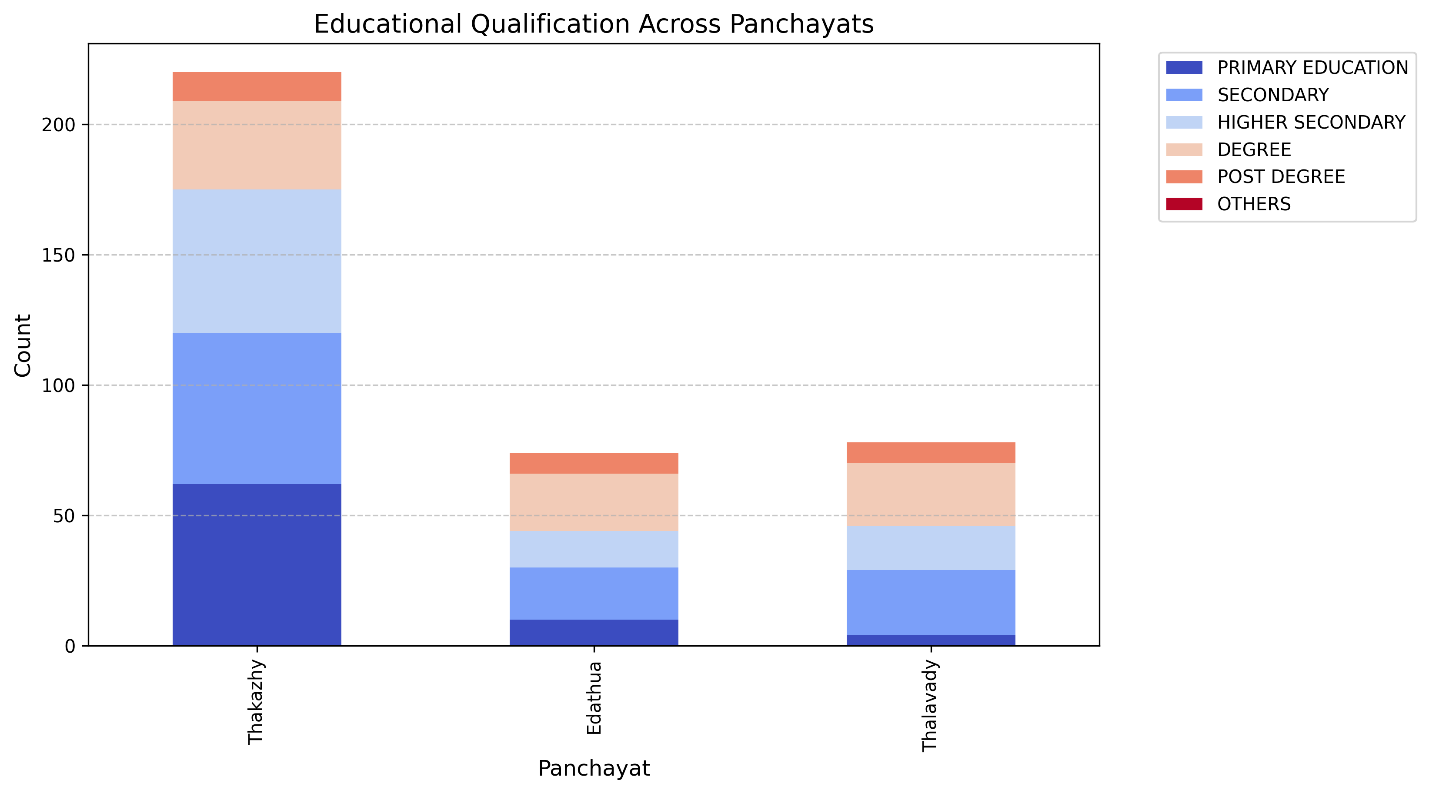 Educational Qualification Across Panchayats
PRIMARY EDUCATION
SECONDARY
HIGHER SECONDARY
DEGREE
POST DEGREE
OTHERS
Count
200
150
100
50
0
Thakazhy
Edathua
Thalavady
Panchayat